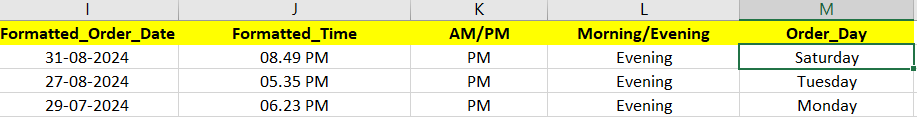 I J K L M
Formatted_Order_Date Formatted_Time AM/PM Morning/Evening Order_Day
31-08-2024 08.49 PM PM Evening Saturday
27-08-2024 05.35 PM PM Evening Tuesday
29-07-2024 06.23 PM PM Evening Monday